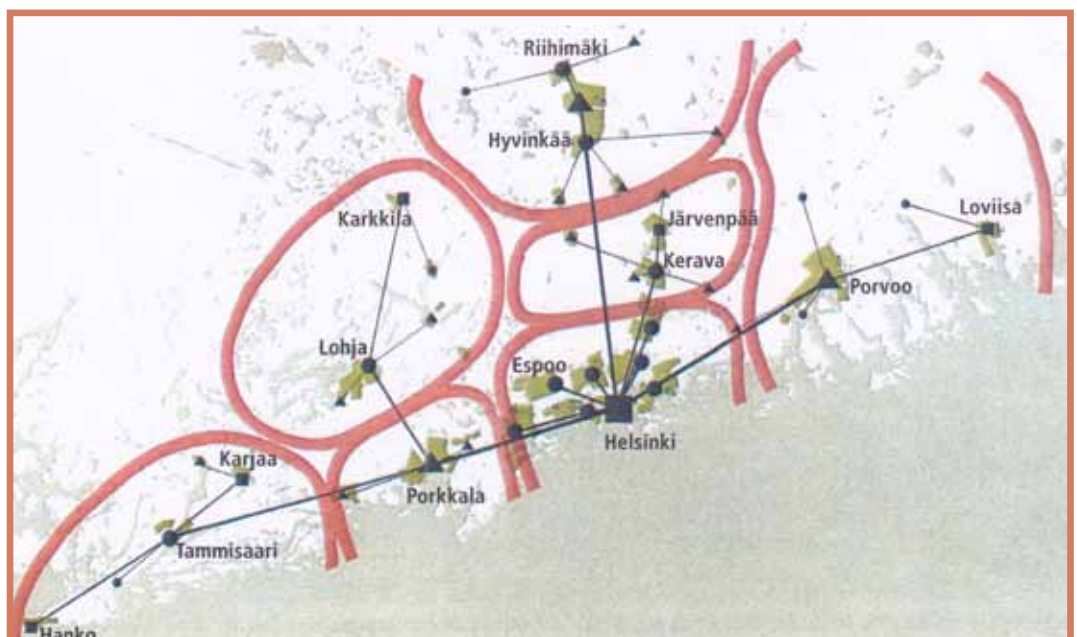 Riihimäki
Hyvinkää
Karkkila
Järvenpää
Loviisa
Kerava
Porvoo
Lohja
Espoo
Helsinki
Karjaa
Porkkala
Tammisaari
Hanko